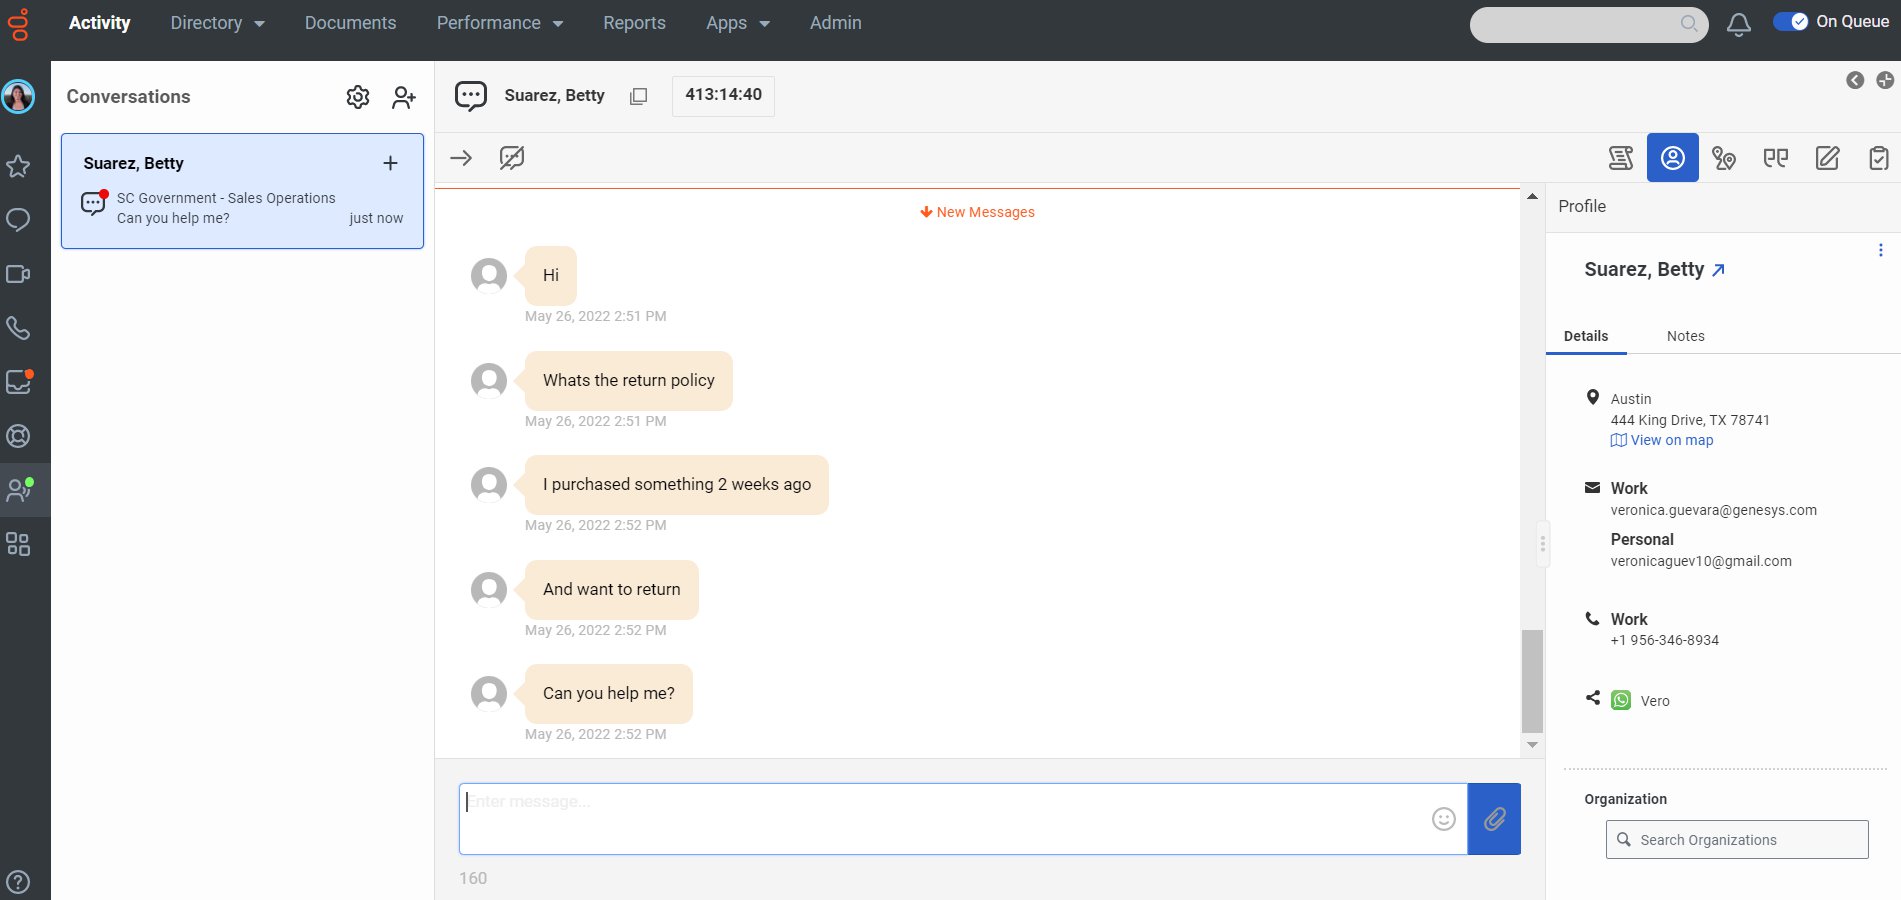 Activity
Directory
Documents
Performance
Reports
Apps
Admin
On Queue
Conversations
Suarez, Betty
SC Government - Sales Operations
Can you help me?
just now
Suarez, Betty
413:14:40
New Messages
Hi
May 26, 2022 2:51 PM
Whats the return policy
May 26, 2022 2:51 PM
I purchased something 2 weeks ago
May 26, 2022 2:52 PM
And want to return
May 26, 2022 2:52 PM
Can you help me?
May 26, 2022 2:52 PM
Enter message...
160
Profile
Suarez, Betty
Details
Notes
Austin
444 King Drive, TX 78741
View on map
Work
veronica.guevara@genesys.com
Personal
veronicaguev10@gmail.com
Work
+1 956-346-8934
Vero
Organization
Search Organizations